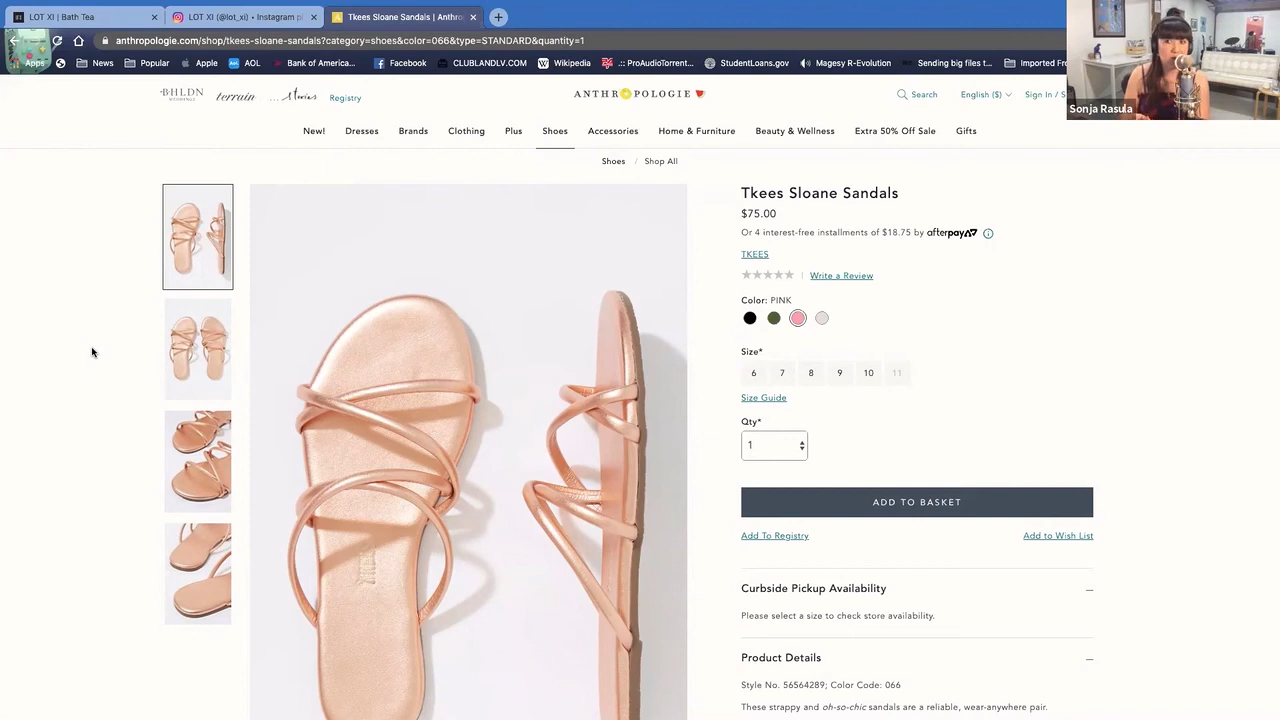 LOT XI | Bath Tea
LOT XI (@lot_xi) • Instagram p
Tkees Sloane Sandals | Anthro
anthropologie.com/shop/tkees-sloane-sandals?category=shoes&color=066&type=STANDARD&quantity=1
Apps
News
Popular
Apple
AOL
Bank of America...
Facebook
CLUBLANDLV.COM
Wikipedia
.:: ProAudioTorrent...
StudentLoans.gov
Magesy R-Evolution
Sending big files t...
Imported Fro
Sonja Rasula
BHLDN
WEDDINGS
terrain
Registry
ANTHROPOLOGIE
Search
English ($)
Sign In / S
New!
Dresses
Brands
Clothing
Plus
Shoes
Accessories
Home & Furniture
Beauty & Wellness
Extra 50% Off Sale
Gifts
Shoes / Shop All
Tkees Sloane Sandals
$75.00
Or 4 interest-free installments of $18.75 by afterpay
TKEES
Write a Review
Color: PINK
Size*
6 7 8 9 10 11
Size Guide
Qty*
1
ADD TO BASKET
Add To Registry
Add to Wish List
Curbside Pickup Availability
Please select a size to check store availability.
Product Details
Style No. 56564289; Color Code: 066
These strappy and oh-so-chic sandals are a reliable, wear-anywhere pair.